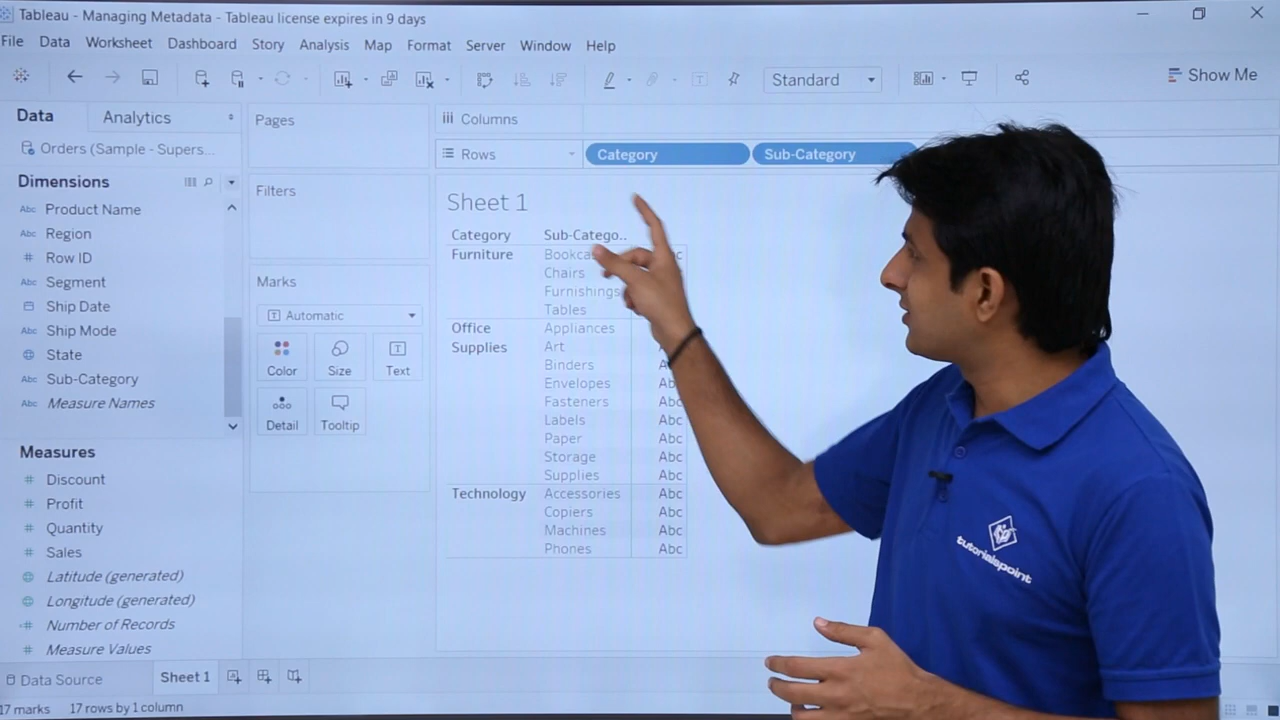 Tableau - Managing Metadata - Tableau license expires in 9 days
File Data Worksheet Dashboard Story Analysis Map Format Server Window Help
Standard
Show Me
Data Analytics
Orders (Sample - Supers...
Dimensions
Abc Product Name
Abc Region
# Row ID
Abc Segment
Ship Date
Abc Ship Mode
State
Abc Sub-Category
Abc Measure Names
Measures
# Discount
# Profit
# Quantity
# Sales
Latitude (generated)
Longitude (generated)
# Number of Records
# Measure Values
Pages
Filters
Marks
Automatic
Color Size Text
Detail Tooltip
Columns
Rows Category Sub-Category
Sheet 1
Category Sub-Catego..
Furniture
Chairs
Furnishings
Tables
Office Supplies Appliances
Art
Binders
Envelopes Abc
Fasteners Abc
Labels Abc
Paper Abc
Storage Abc
Supplies Abc
Technology Accessories Abc
Copiers Abc
Machines Abc
Phones Abc
Data Source Sheet 1
17 marks 17 rows by 1 column
tutorialspoint